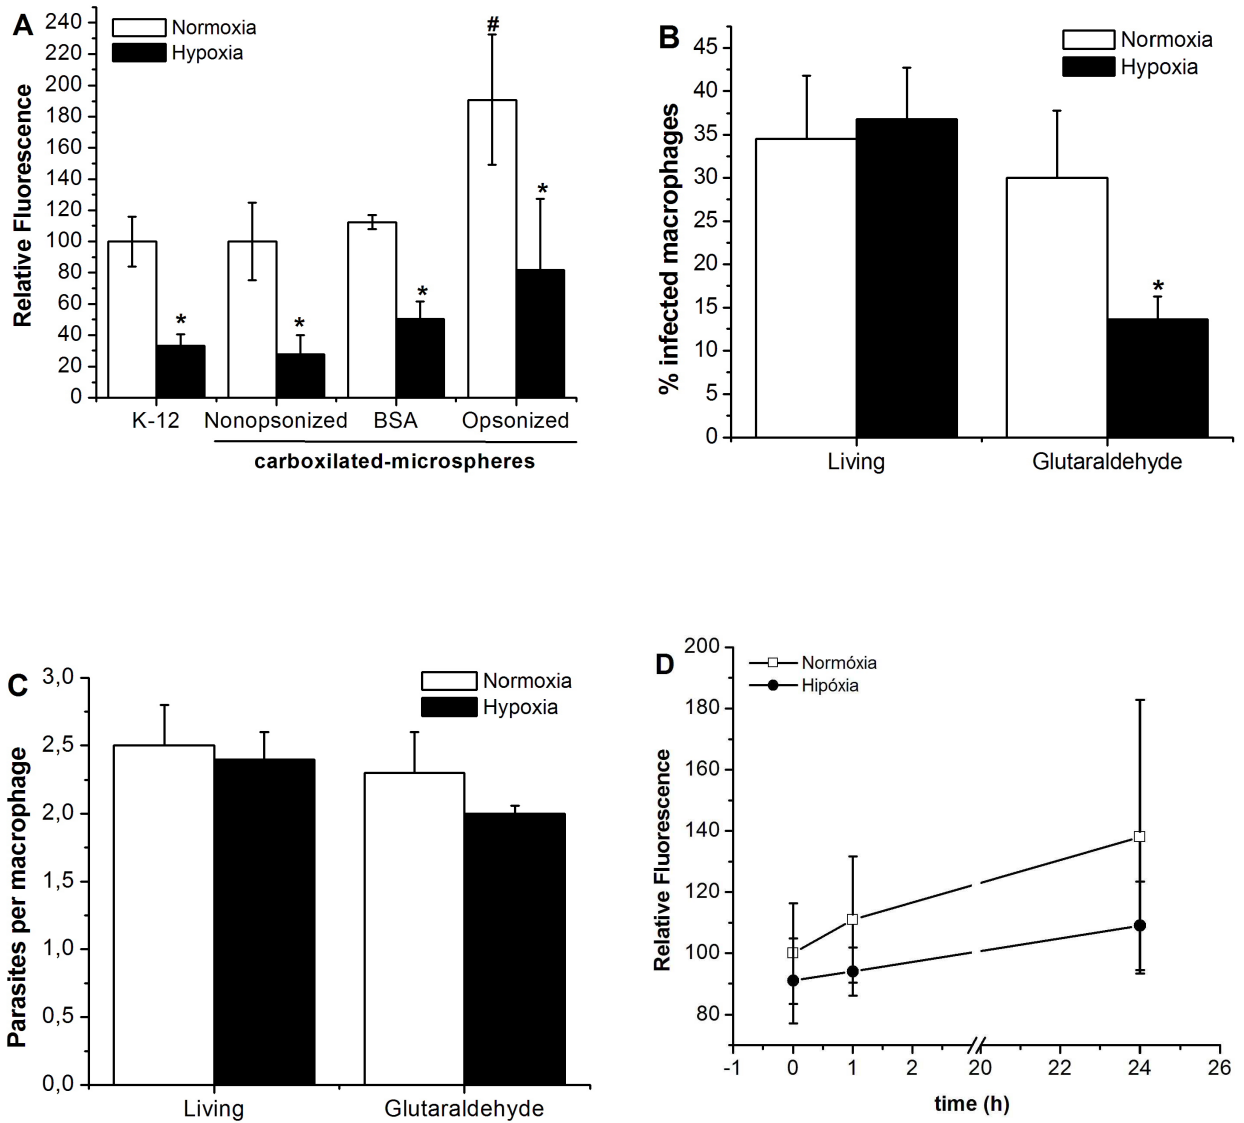 A
Normoxia
Hypoxia
Relative Fluorescence
240
220
200
180
160
140
120
100
80
60
40
20
0
#
*
*
*
*
K-12
Nonopsonized
BSA
Opsonized
carboxilated-microspheres
B
Normoxia
Hypoxia
% infected macrophages
45
40
35
30
25
20
15
10
5
0
*
Living
Glutaraldehyde
C
Normoxia
Hypoxia
Parasites per macrophage
3,0
2,5
2,0
1,5
1,0
0,5
0,0
Living
Glutaraldehyde
D
Normóxia
Hipóxia
Relative Fluorescence
200
180
160
140
120
100
80
-1 0 1 2 20 22 24 26
time (h)